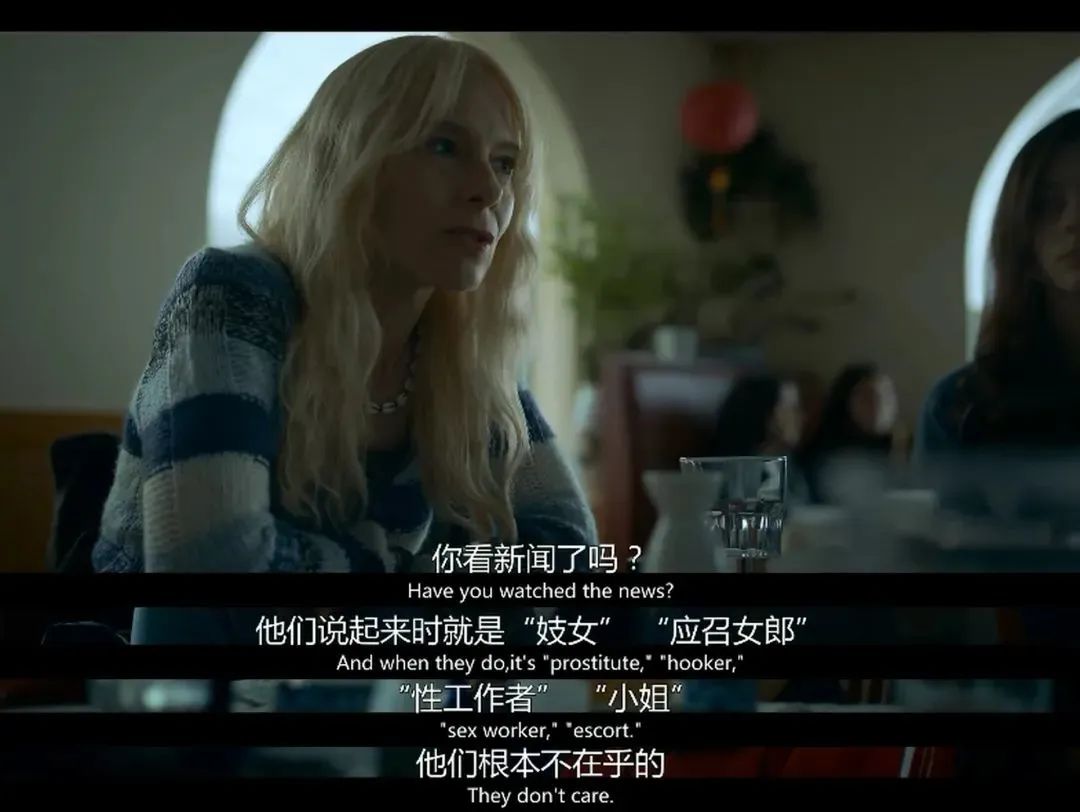 你看新闻了吗？
Have you watched the news?
他们说起来时就是“妓女” “应召女郎”
And when they do,it's "prostitute," "hooker,"
“性工作者” “小姐”
"sex worker," "escort."
他们根本不在乎的
They don't care.